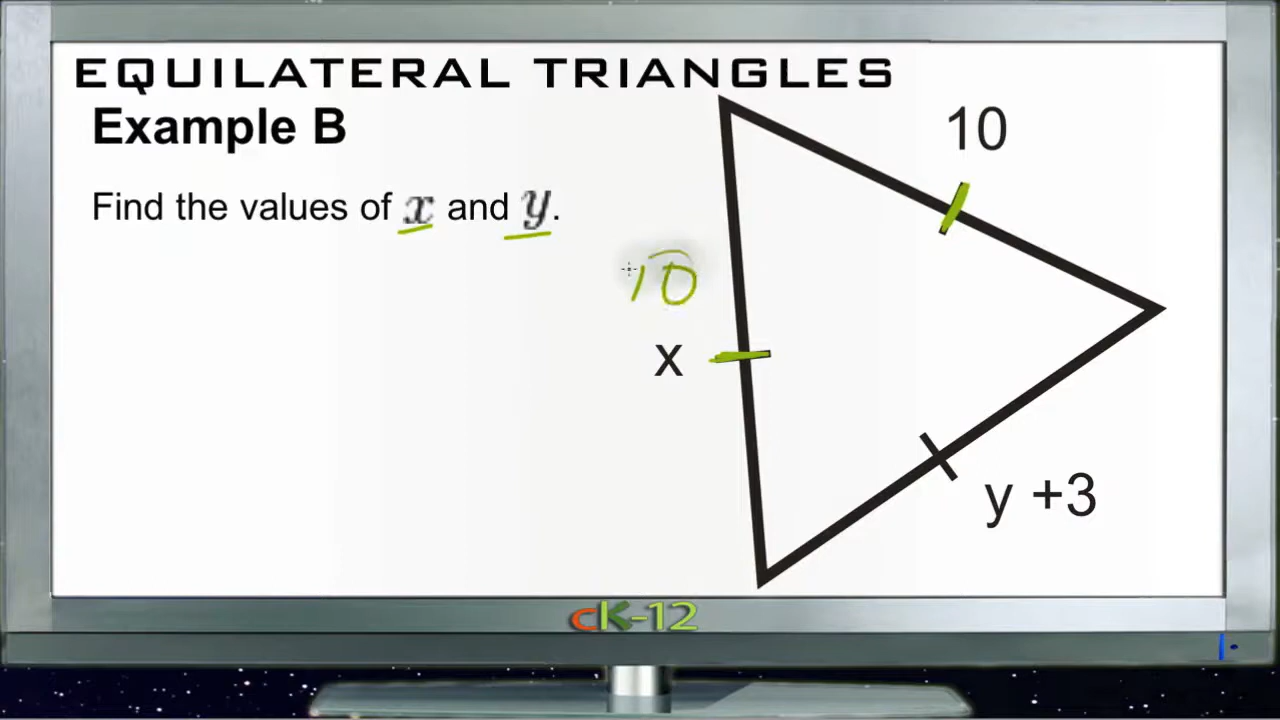 EQUILATERAL TRIANGLES
Example B
10
Find the values of x and y.
10
x
y +3
cK-12